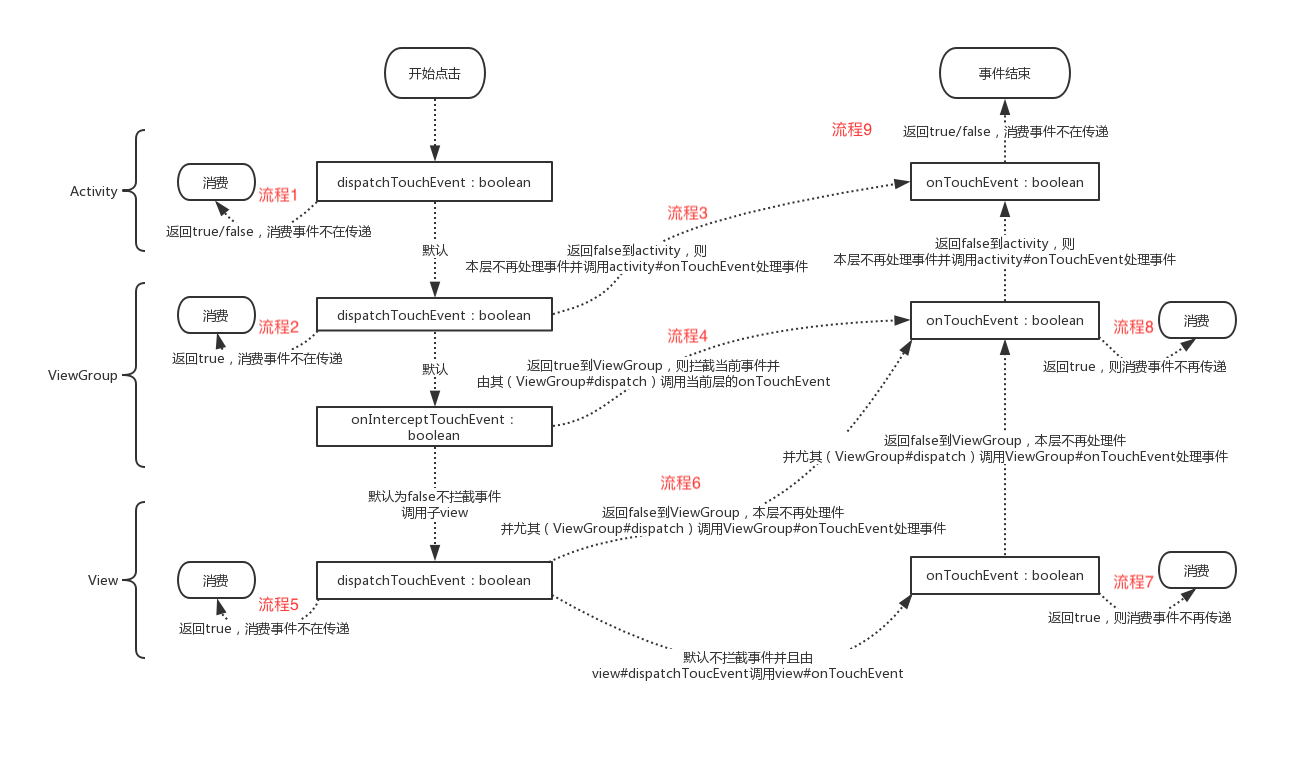 开始点击
事件结束
流程9
返回true/false，消费事件不在传递
Activity
消费
流程1
dispatchTouchEvent：boolean
onTouchEvent：boolean
返回true/false，消费事件不在传递
流程3
默认
返回false到activity，则
本层不再处理事件并调用activity#onTouchEvent处理事件
返回false到activity，则
本层不再处理事件并调用activity#onTouchEvent处理事件
ViewGroup
消费
流程2
dispatchTouchEvent：boolean
流程4
onTouchEvent：boolean
流程8
消费
返回true，消费事件不在传递
默认
返回true到ViewGroup，则拦截当前事件并
由其（ViewGroup#dispatch）调用当前层的onTouchEvent
返回true，则消费事件不再传递
onInterceptTouchEvent：
boolean
返回false到ViewGroup，本层不再处理件
并尤其（ViewGroup#dispatch）调用ViewGroup#onTouchEvent处理事件
流程6
默认为false不拦截事件
调用子view
返回false到ViewGroup，本层不再处理件
并尤其（ViewGroup#dispatch）调用ViewGroup#onTouchEvent处理事件
View
消费
流程5
dispatchTouchEvent：boolean
onTouchEvent：boolean
流程7
消费
返回true，消费事件不在传递
返回true，则消费事件不再传递
默认不拦截事件并且由
view#dispatchToucEvent调用view#onTouchEvent